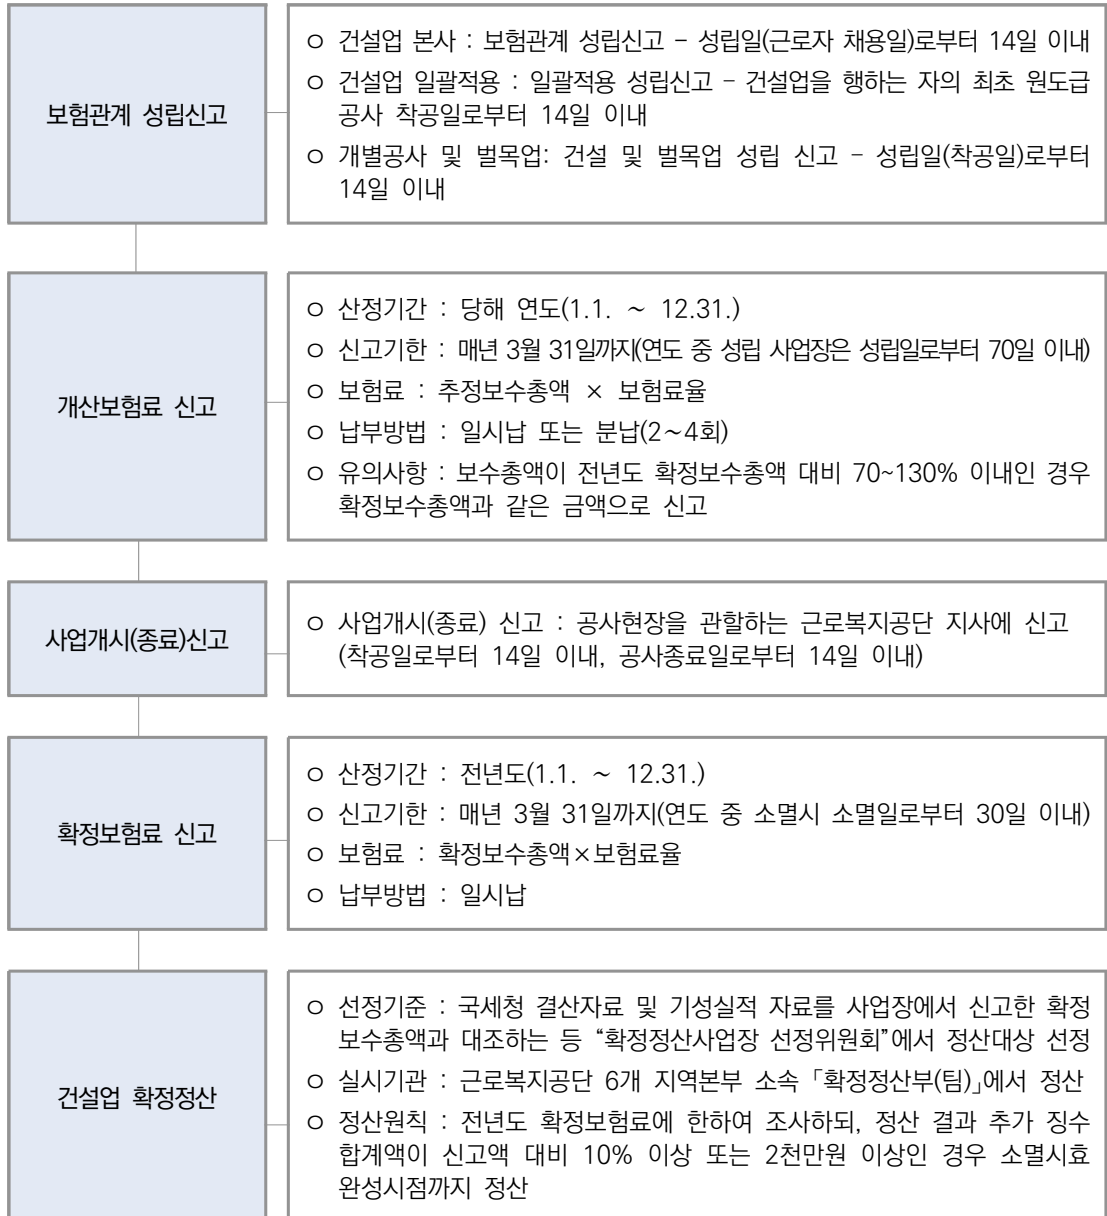 보험관계 성립신고
ㅇ 건설업 본사 : 보험관계 성립신고 - 성립일(근로자 채용일)로부터 14일 이내
ㅇ 건설업 일괄적용 : 일괄적용 성립신고 - 건설업을 행하는 자의 최초 원도급
공사 착공일로부터 14일 이내
ㅇ 개별공사 및 벌목업: 건설 및 벌목업 성립 신고 - 성립일(착공일)로부터
14일 이내
개산보험료 신고
ㅇ 산정기간 : 당해 연도(1.1. ~ 12.31.)
ㅇ 신고기한 : 매년 3월 31일까지(연도 중 성립 사업장은 성립일로부터 70일 이내)
ㅇ 보험료 : 추정보수총액 × 보험료율
ㅇ 납부방법 : 일시납 또는 분납(2~4회)
ㅇ 유의사항 : 보수총액이 전년도 확정보수총액 대비 70~130% 이내인 경우
확정보수총액과 같은 금액으로 신고
사업개시(종료)신고
ㅇ 사업개시(종료) 신고 : 공사현장을 관할하는 근로복지공단 지사에 신고
(착공일로부터 14일 이내, 공사종료일로부터 14일 이내)
확정보험료 신고
ㅇ 산정기간 : 전년도(1.1. ~ 12.31.)
ㅇ 신고기한 : 매년 3월 31일까지(연도 중 소멸시 소멸일로부터 30일 이내)
ㅇ 보험료 : 확정보수총액×보험료율
ㅇ 납부방법 : 일시납
건설업 확정정산
ㅇ 선정기준 : 국세청 결산자료 및 기성실적 자료를 사업장에서 신고한 확정
보수총액과 대조하는 등 “확정정산사업장 선정위원회”에서 정산대상 선정
ㅇ 실시기관 : 근로복지공단 6개 지역본부 소속 「확정정산부(팀)」에서 정산
ㅇ 정산원칙 : 전년도 확정보험료에 한하여 조사하되, 정산 결과 추가 징수
합계액이 신고액 대비 10% 이상 또는 2천만원 이상인 경우 소멸시효
완성시점까지 정산